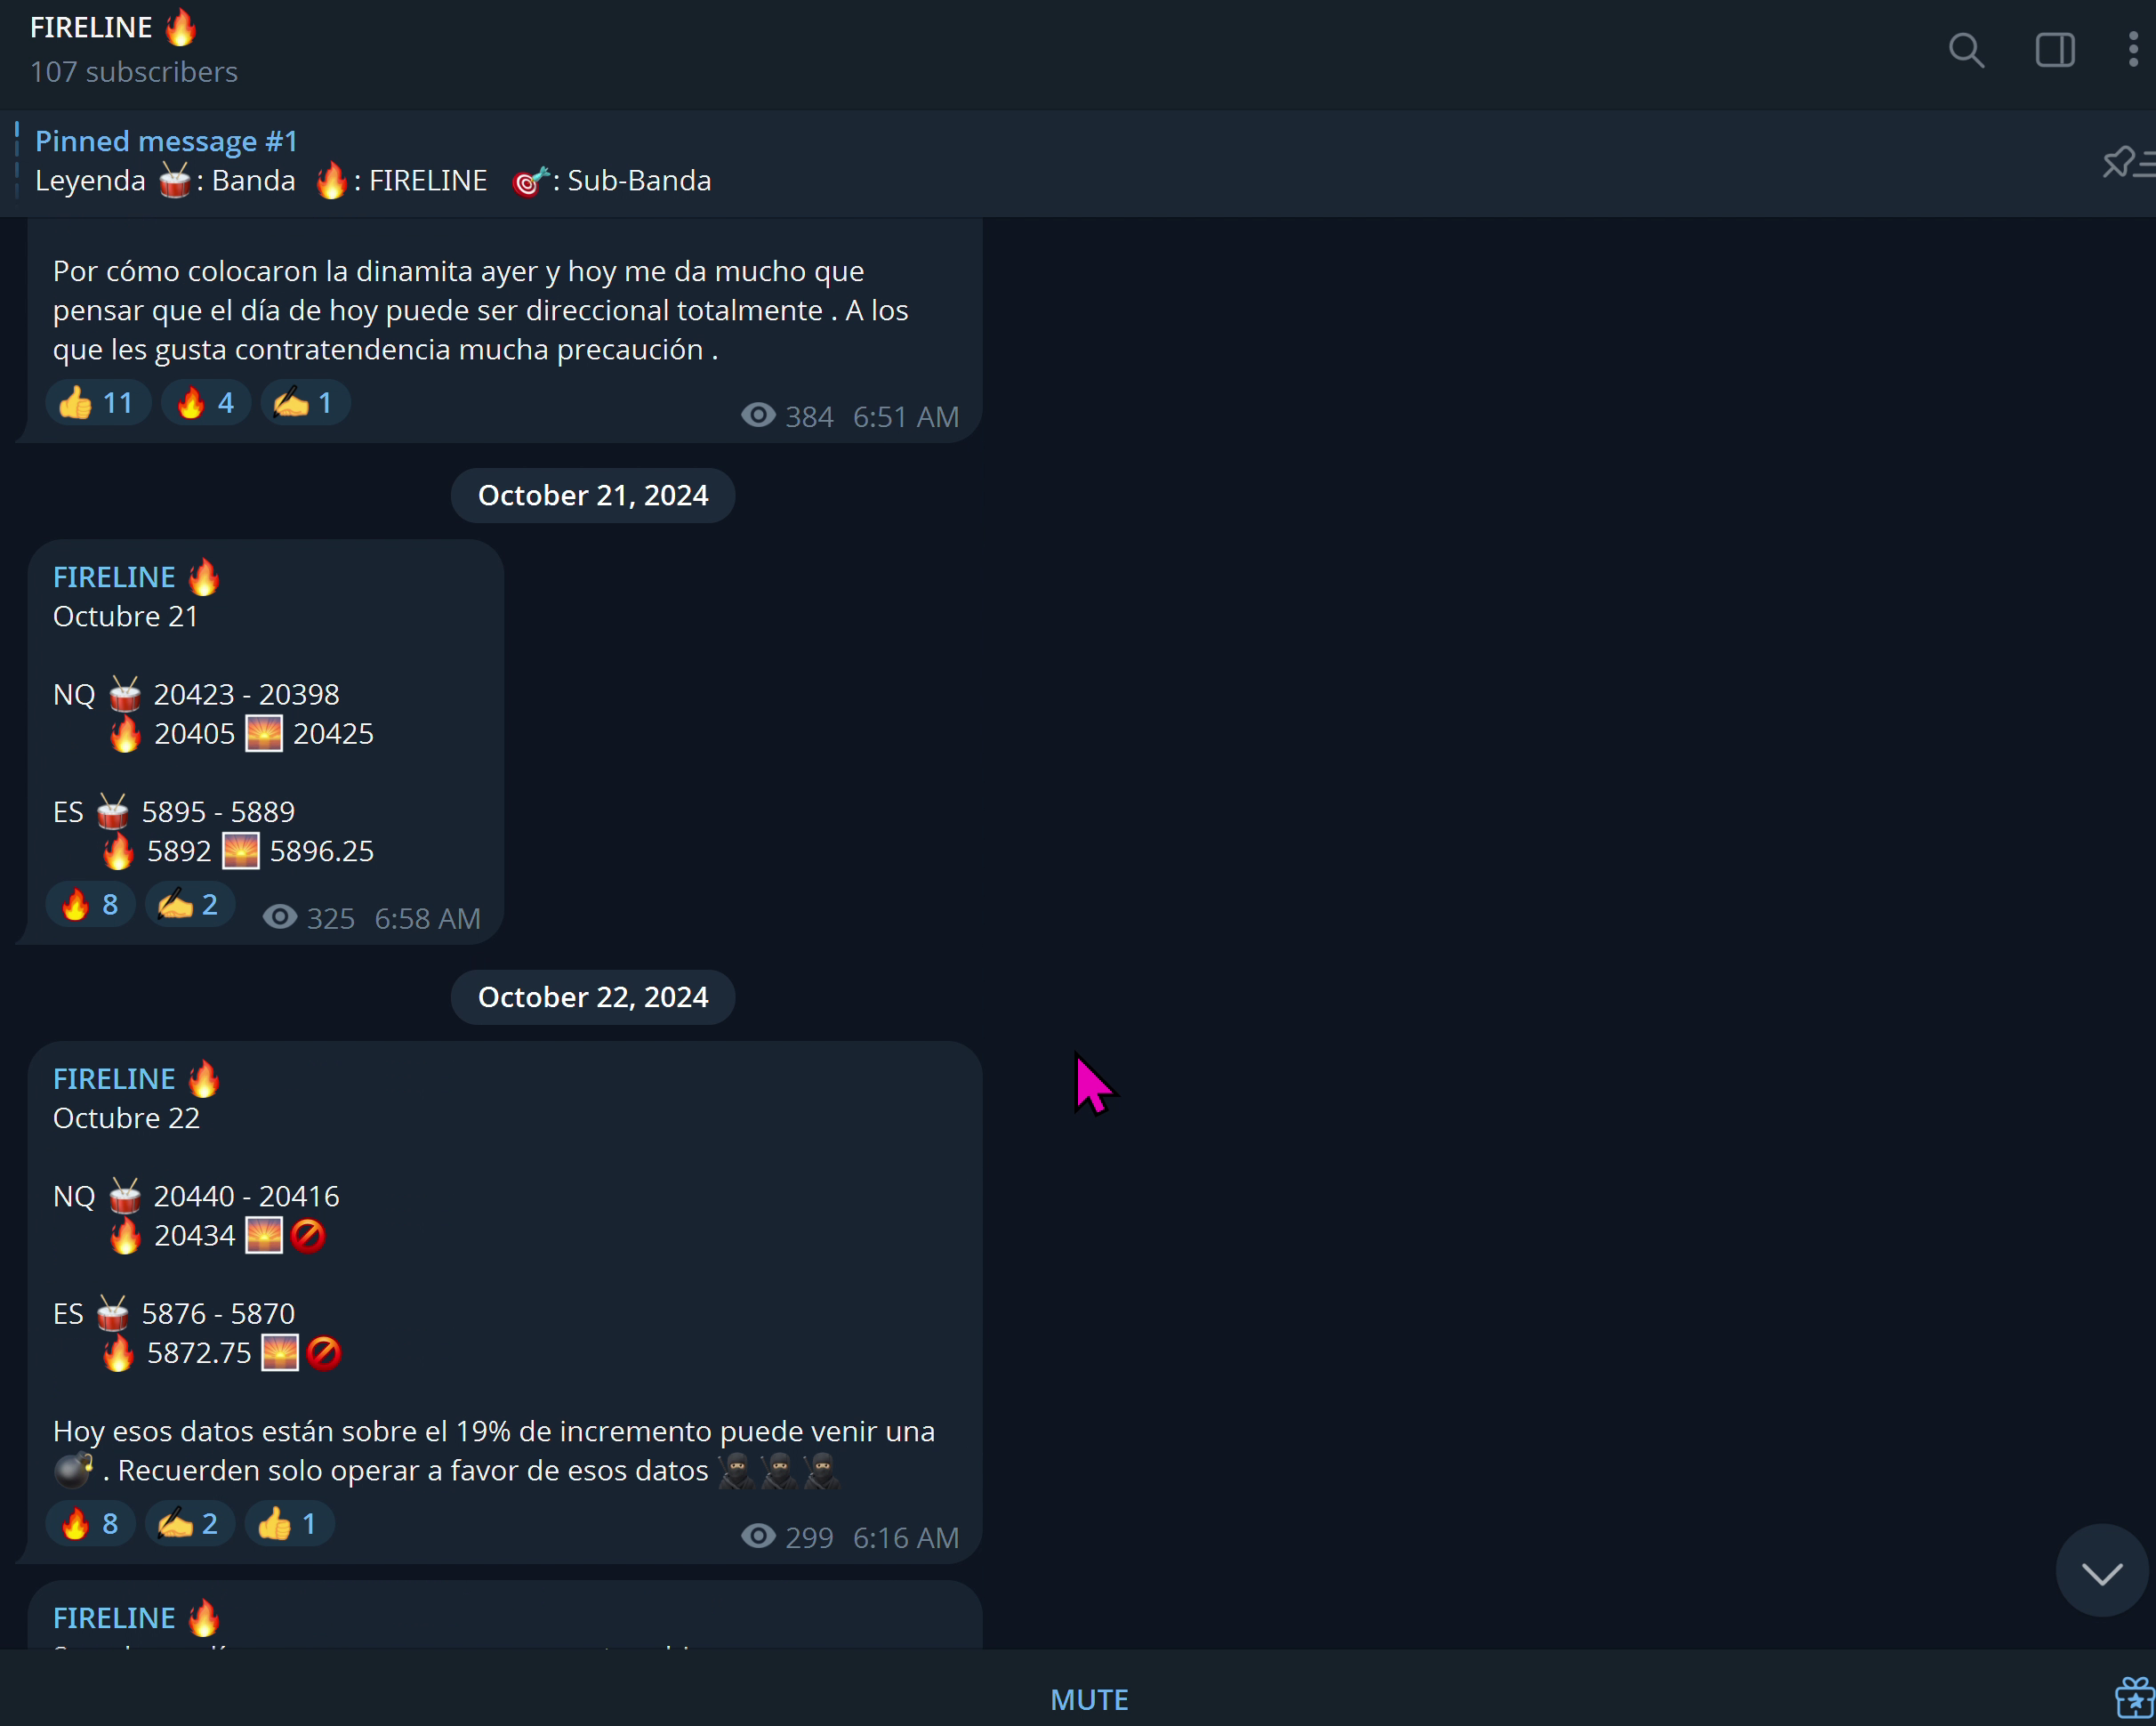 FIRELINE 🔥
107 subscribers
Pinned message #1
Leyenda 🥁: Banda 🔥: FIRELINE 🎯: Sub-Banda
Por cómo colocaron la dinamita ayer y hoy me da mucho que
pensar que el día de hoy puede ser direccional totalmente . A los
que les gusta contratendencia mucha precaución .
👍 11 🔥 4 ✍ 1 384 6:51 AM
October 21, 2024
FIRELINE 🔥
Octubre 21
NQ 🥁 20423 - 20398
🔥 20405 🌅 20425
ES 🥁 5895 - 5889
🔥 5892 🌅 5896.25
🔥 8 ✍ 2 325 6:58 AM
October 22, 2024
FIRELINE 🔥
Octubre 22
NQ 🥁 20440 - 20416
🔥 20434 🌅🚫
ES 🥁 5876 - 5870
🔥 5872.75 🌅🚫
Hoy esos datos están sobre el 19% de incremento puede venir una
💣 . Recuerden solo operar a favor de esos datos 🥷🥷🥷
🔥 8 ✍ 2 👍 1 299 6:16 AM
FIRELINE 🔥
MUTE